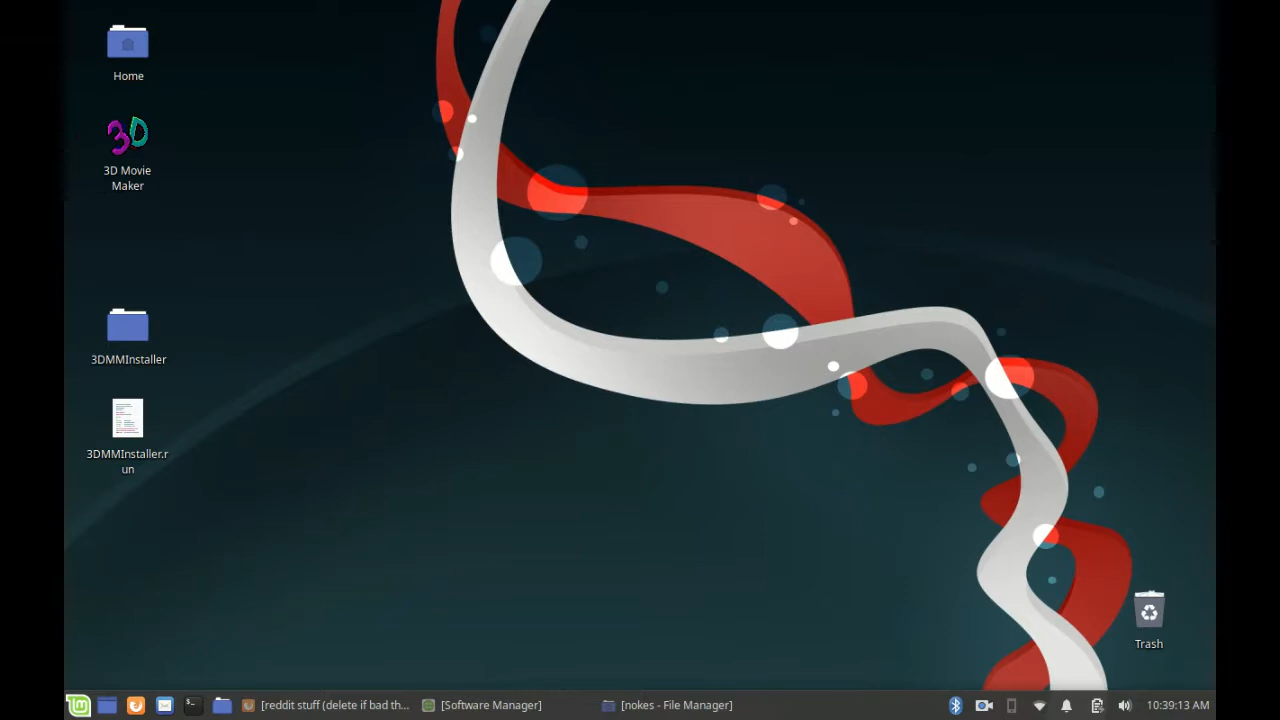 Home
3D
3D Movie
Maker
3DMMInstaller
3DMMInstaller.r
un
Trash
[reddit stuff (delete if bad th...
[Software Manager]
[nokes - File Manager]
10:39:13 AM